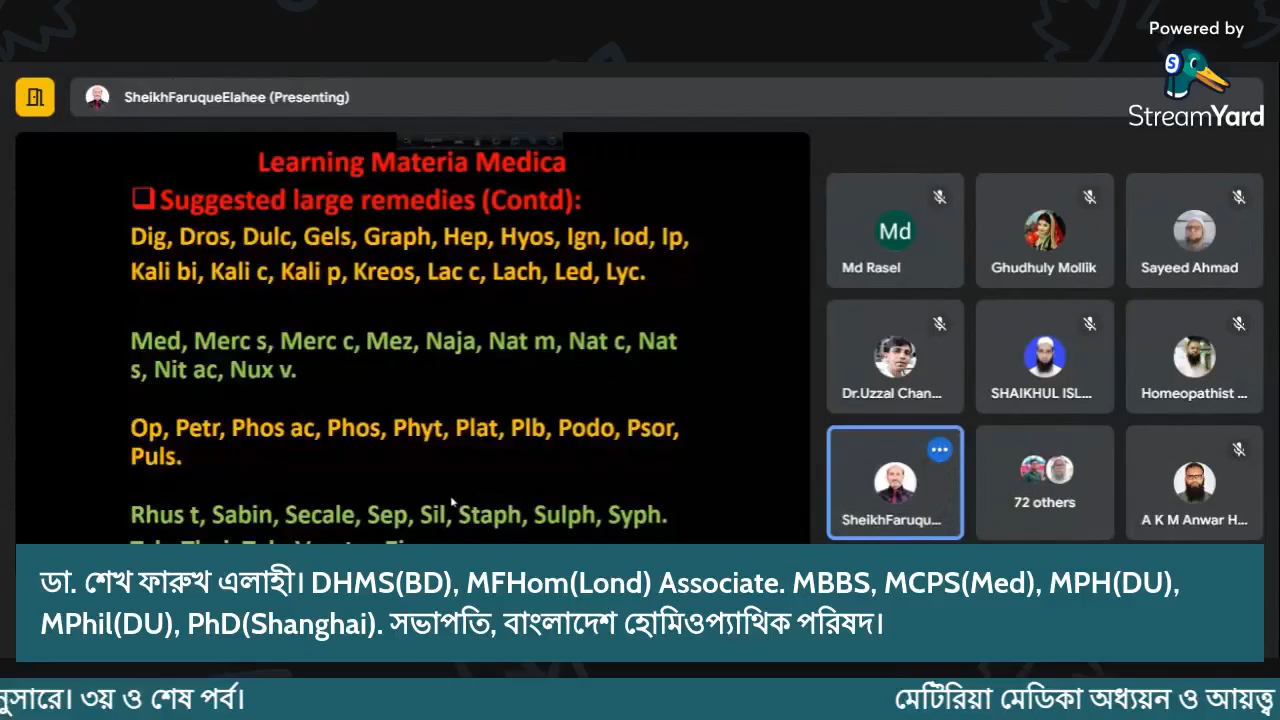 Powered by
StreamYard
SheikhFaruqueElahee (Presenting)
Learning Materia Medica
Suggested large remedies (Contd):
Dig, Dros, Dulc, Gels, Graph, Hep, Hyos, Ign, Iod, Ip,
Kali bi, Kali c, Kali p, Kreos, Lac c, Lach, Led, Lyc.
Med, Merc s, Merc c, Mez, Naja, Nat m, Nat c, Nat
s, Nit ac, Nux v.
Op, Petr, Phos ac, Phos, Phyt, Plat, Plb, Podo, Psor,
Puls.
Rhus t, Sabin, Secale, Sep, Sil, Staph, Sulph, Syph.
Md
Md Rasel
Ghudhuly Mollik
Sayeed Ahmad
Dr.Uzzal Chan...
SHAIKHUL ISL...
Homeopathist ...
SheikhFaruqu...
72 others
A K M Anwar H...
ডা. শেখ ফারুখ এলাহী। DHMS(BD), MFHom(Lond) Associate. MBBS, MCPS(Med), MPH(DU),
MPhil(DU), PhD(Shanghai). সভাপতি, বাংলাদেশ হোমিওপ্যাথিক পরিষদ।
নুসারে। ৩য় ও শেষ পর্ব।
মেটিরিয়া মেডিকা অধ্যয়ন ও আয়ত্ত্ব